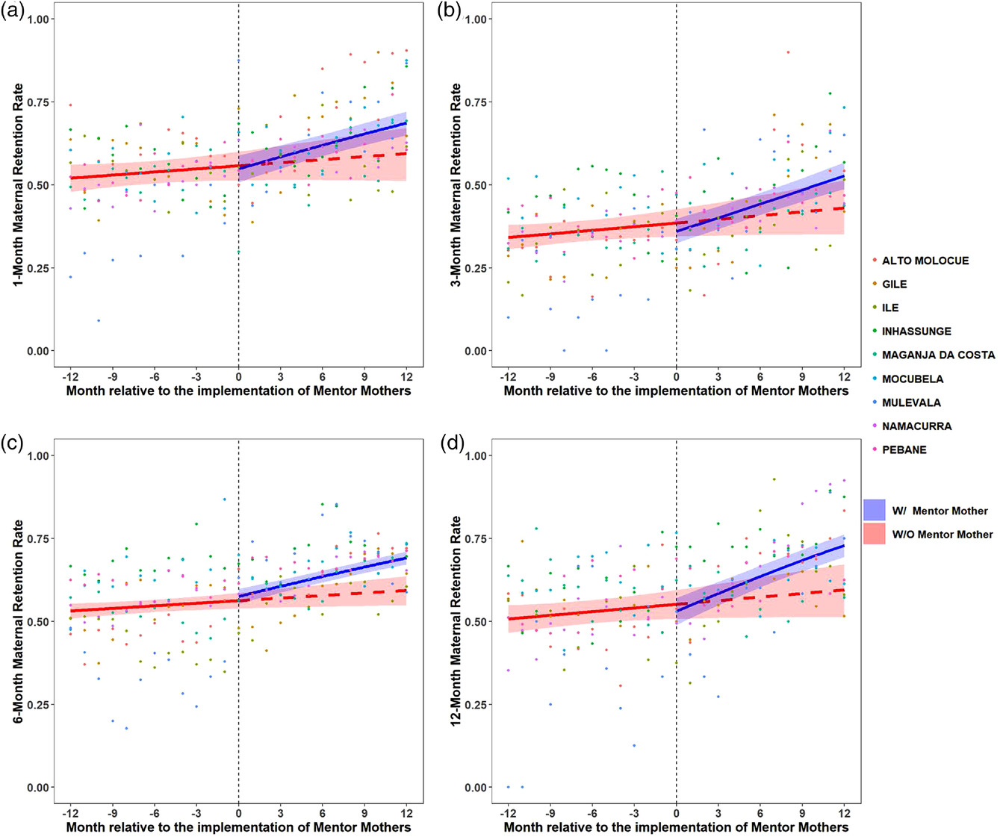 (a)
1-Month Maternal Retention Rate
1.00
0.75
0.50
0.25
0.00
-12 -9 -6 -3 0 3 6 9 12
Month relative to the implementation of Mentor Mothers
(b)
3-Month Maternal Retention Rate
1.00
0.75
0.50
0.25
0.00
-12 -9 -6 -3 0 3 6 9 12
Month relative to the implementation of Mentor Mothers
(c)
6-Month Maternal Retention Rate
1.00
0.75
0.50
0.25
0.00
-12 -9 -6 -3 0 3 6 9 12
Month relative to the implementation of Mentor Mothers
(d)
12-Month Maternal Retention Rate
1.00
0.75
0.50
0.25
0.00
-12 -9 -6 -3 0 3 6 9 12
Month relative to the implementation of Mentor Mothers
ALTO MOLOCUE
GILE
ILE
INHASSUNGE
MAGANJA DA COSTA
MOCUBELA
MULEVALA
NAMACURRA
PEBANE
W/ Mentor Mother
W/O Mentor Mother